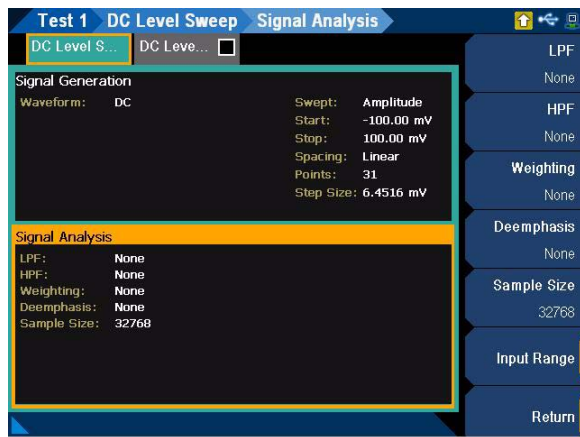 Test 1 DC Level Sweep Signal Analysis
DC Level S... DC Leve...
Signal Generation
Waveform: DC
Swept: Amplitude
Start: -100.00 mV
Stop: 100.00 mV
Spacing: Linear
Points: 31
Step Size: 6.4516 mV
Signal Analysis
LPF: None
HPF: None
Weighting: None
Deemphasis: None
Sample Size: 32768
LPF
None
HPF
None
Weighting
None
Deemphasis
None
Sample Size
32768
Input Range
Return